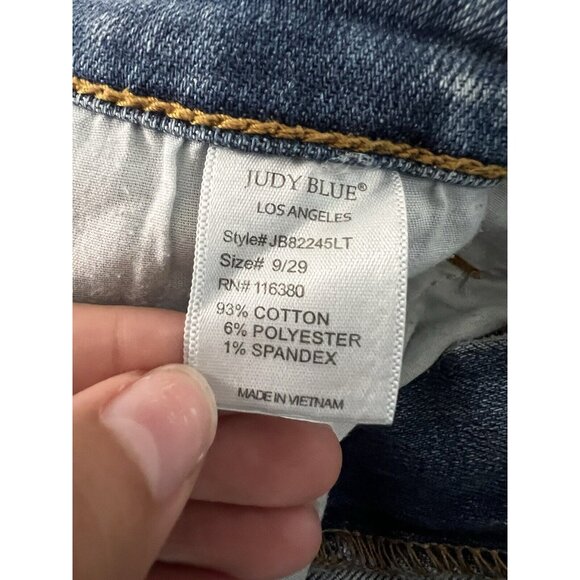 JUDY BLUE®
LOS ANGELES
Style# JB82245LT
Size# 9/29
RN# 116380
93% COTTON
6% POLYESTER
1% SPANDEX
MADE IN VIETNAM